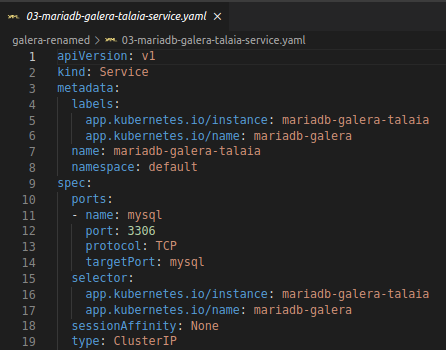 03-mariadb-galera-talaia-service.yaml ×
galera-renamed > 03-mariadb-galera-talaia-service.yaml
1 apiVersion: v1
2 kind: Service
3 metadata:
4   labels:
5     app.kubernetes.io/instance: mariadb-galera-talaia
6     app.kubernetes.io/name: mariadb-galera
7   name: mariadb-galera-talaia
8   namespace: default
9 spec:
10   ports:
11   - name: mysql
12     port: 3306
13     protocol: TCP
14     targetPort: mysql
15   selector:
16     app.kubernetes.io/instance: mariadb-galera-talaia
17     app.kubernetes.io/name: mariadb-galera
18   sessionAffinity: None
19   type: ClusterIP